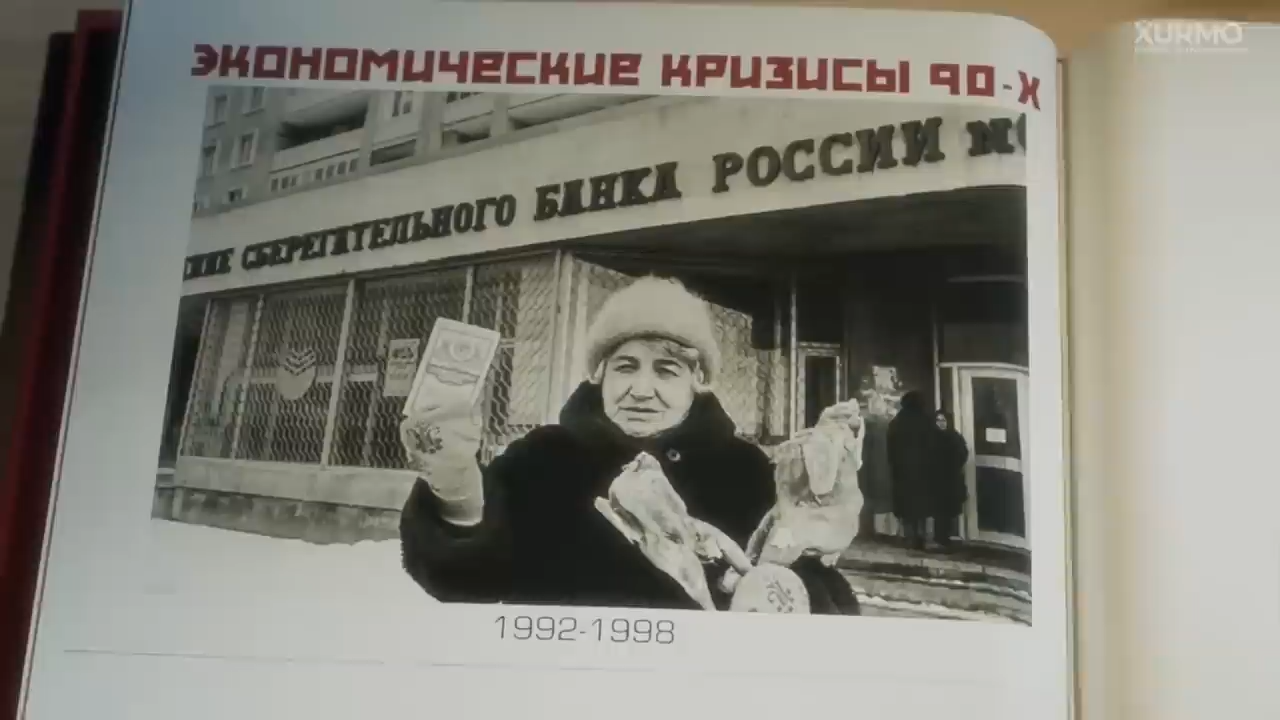 XURMO
ЭКОНОМИЧЕСКИЕ КРИЗИСЫ 90-Х
СБЕРЕГАТЕЛЬНОГО БАНКА РОССИИ
1992-1998